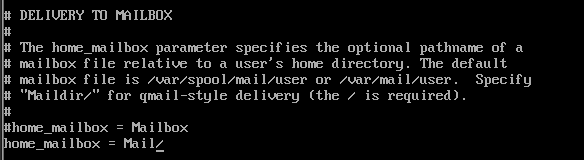 # DELIVERY TO MAILBOX
#
# The home_mailbox parameter specifies the optional pathname of a
# mailbox file relative to a user's home directory. The default
# mailbox file is /var/spool/mail/user or /var/mail/user.  Specify
# "Maildir/" for qmail-style delivery (the / is required).
#
#home_mailbox = Mailbox
home_mailbox = Mail/